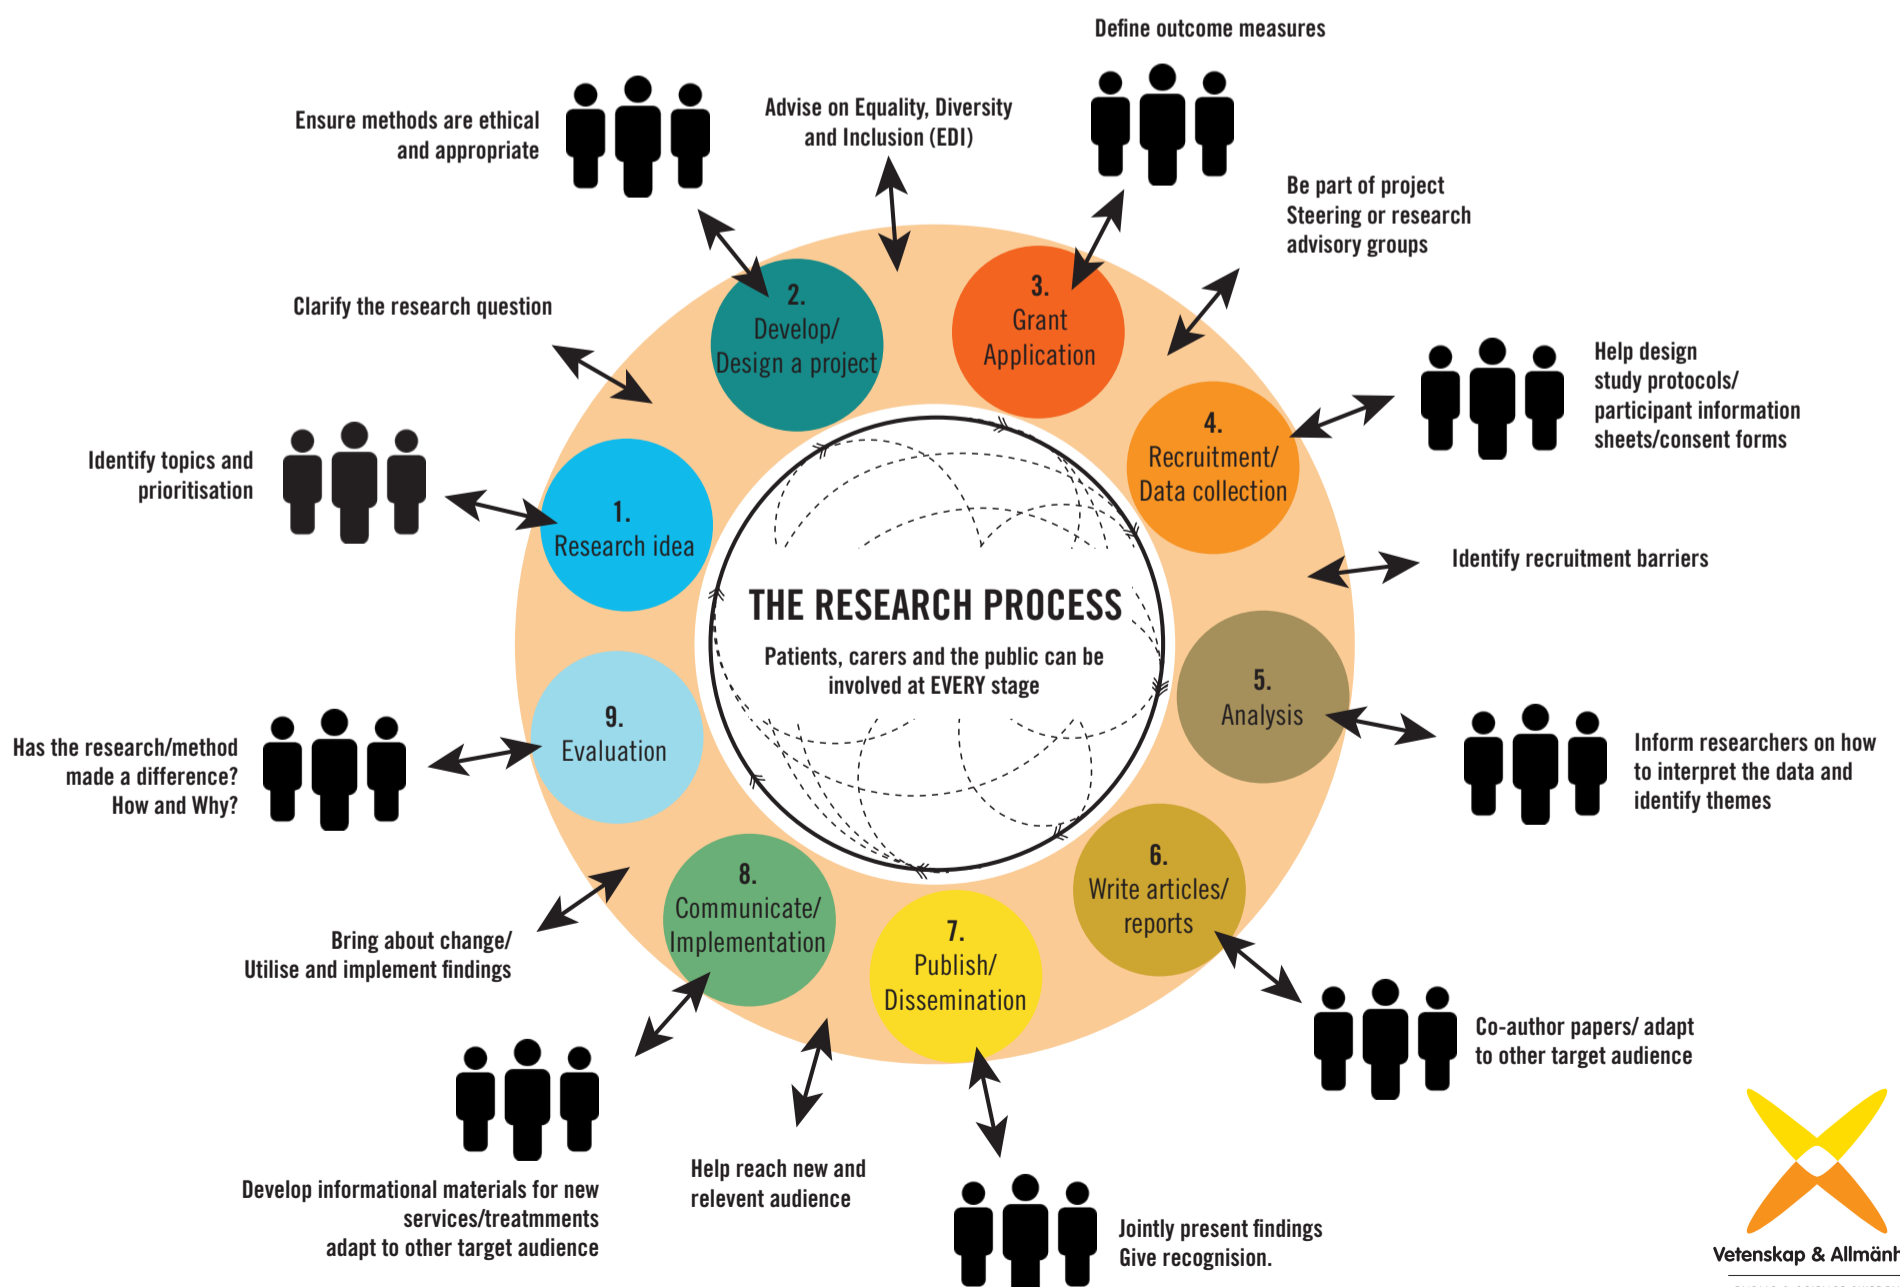 Define outcome measures
Ensure methods are ethical
and appropriate
Advise on Equality, Diversity
and Inclusion (EDI)
Be part of project
Steering or research
advisory groups
Clarify the research question
2.
Develop/
Design a project
3.
Grant
Application
Help design
study protocols/
participant information
sheets/consent forms
4.
Recruitment/
Data collection
Identify topics and
prioritisation
1.
Research idea
Identify recruitment barriers
THE RESEARCH PROCESS
Patients, carers and the public can be
involved at EVERY stage
5.
Analysis
Inform researchers on how
to interpret the data and
identify themes
9.
Evaluation
Has the research/method
made a difference?
How and Why?
6.
Write articles/
reports
8.
Communicate/
Implementation
7.
Publish/
Dissemination
Bring about change/
Utilise and implement findings
Co-author papers/ adapt
to other target audience
Help reach new and
relevent audience
Develop informational materials for new
services/treatmments
adapt to other target audience
Jointly present findings
Give recognision.
Vetenskap & Allmänh